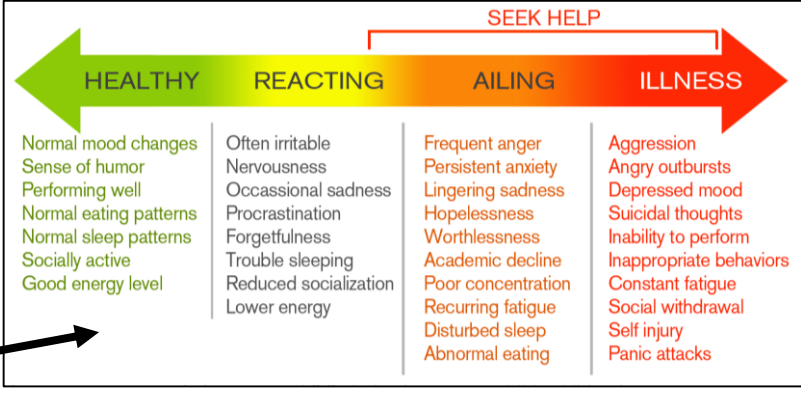 SEEK HELP
HEALTHY REACTING AILING ILLNESS
Normal mood changes
Sense of humor
Performing well
Normal eating patterns
Normal sleep patterns
Socially active
Good energy level
Often irritable
Nervousness
Occassional sadness
Procrastination
Forgetfulness
Trouble sleeping
Reduced socialization
Lower energy
Frequent anger
Persistent anxiety
Lingering sadness
Hopelessness
Worthlessness
Academic decline
Poor concentration
Recurring fatigue
Disturbed sleep
Abnormal eating
Aggression
Angry outbursts
Depressed mood
Suicidal thoughts
Inability to perform
Inappropriate behaviors
Constant fatigue
Social withdrawal
Self injury
Panic attacks